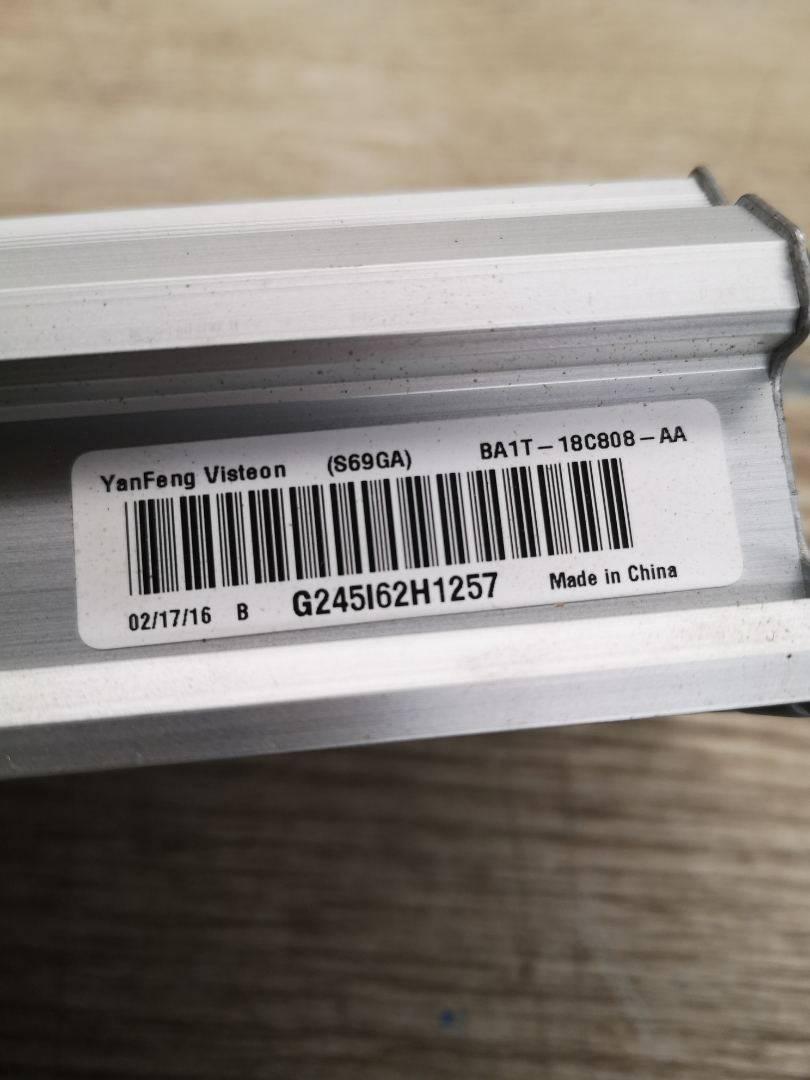 YanFeng Visteon (S69GA) BA1T-18C808-AA
02/17/16 B G245I62H1257 Made in China